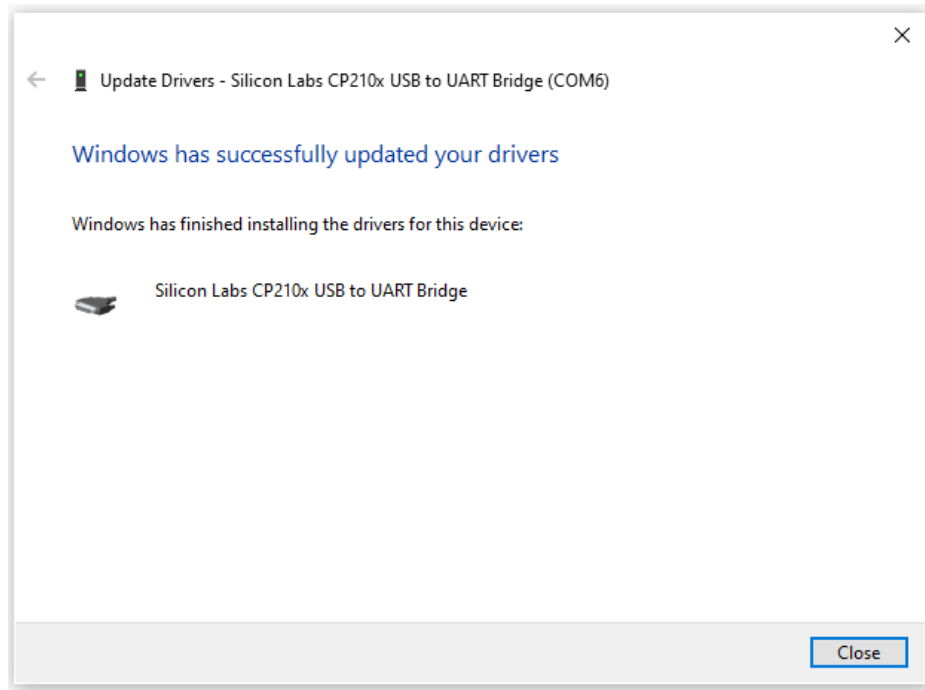 Update Drivers - Silicon Labs CP210x USB to UART Bridge (COM6)
Windows has successfully updated your drivers
Windows has finished installing the drivers for this device:
Silicon Labs CP210x USB to UART Bridge
Close